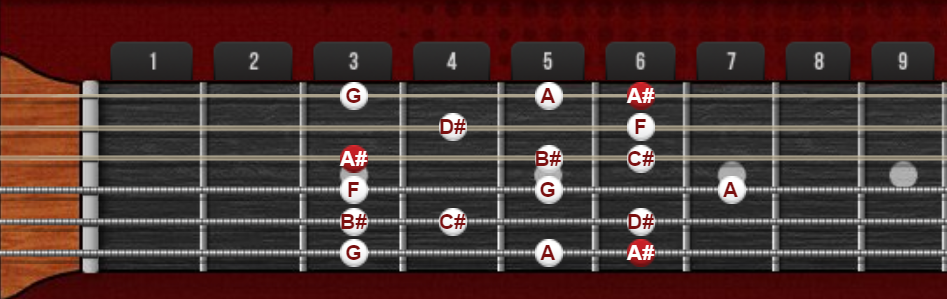 1 2 3 4 5 6 7 8 9
G A A#
D# F
A# B# C#
F G A
B# C# D#
G A A#